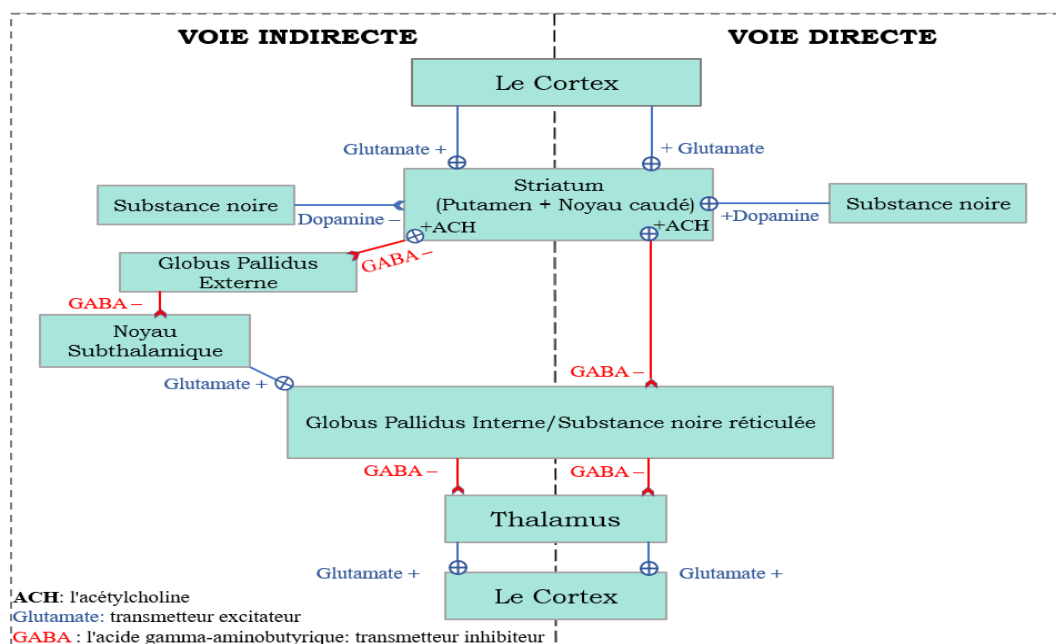 VOIE INDIRECTE
VOIE DIRECTE
Le Cortex
Glutamate +
+ Glutamate
Striatum
(Putamen + Noyau caudé)
Substance noire
Dopamine –
+Dopamine
Substance noire
+ACH
+ACH
GABA –
Globus Pallidus
Externe
GABA –
Noyau
Subthalamique
Glutamate +
GABA –
Globus Pallidus Interne/Substance noire réticulée
GABA –
GABA –
Thalamus
Glutamate +
Glutamate +
Le Cortex
ACH: l'acétylcholine
Glutamate: transmetteur excitateur
GABA : l'acide gamma-aminobutyrique: transmetteur inhibiteur